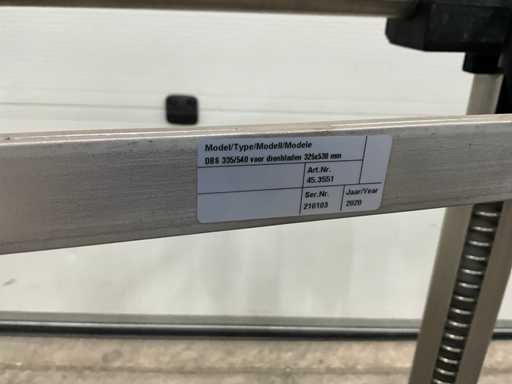 Model/Type/Modell/Modele
DBS 335/540 voor dienbladen 325x530 mm
Art.Nr.
45.3551
Ser.Nr. Jaar/Year
216103 2020